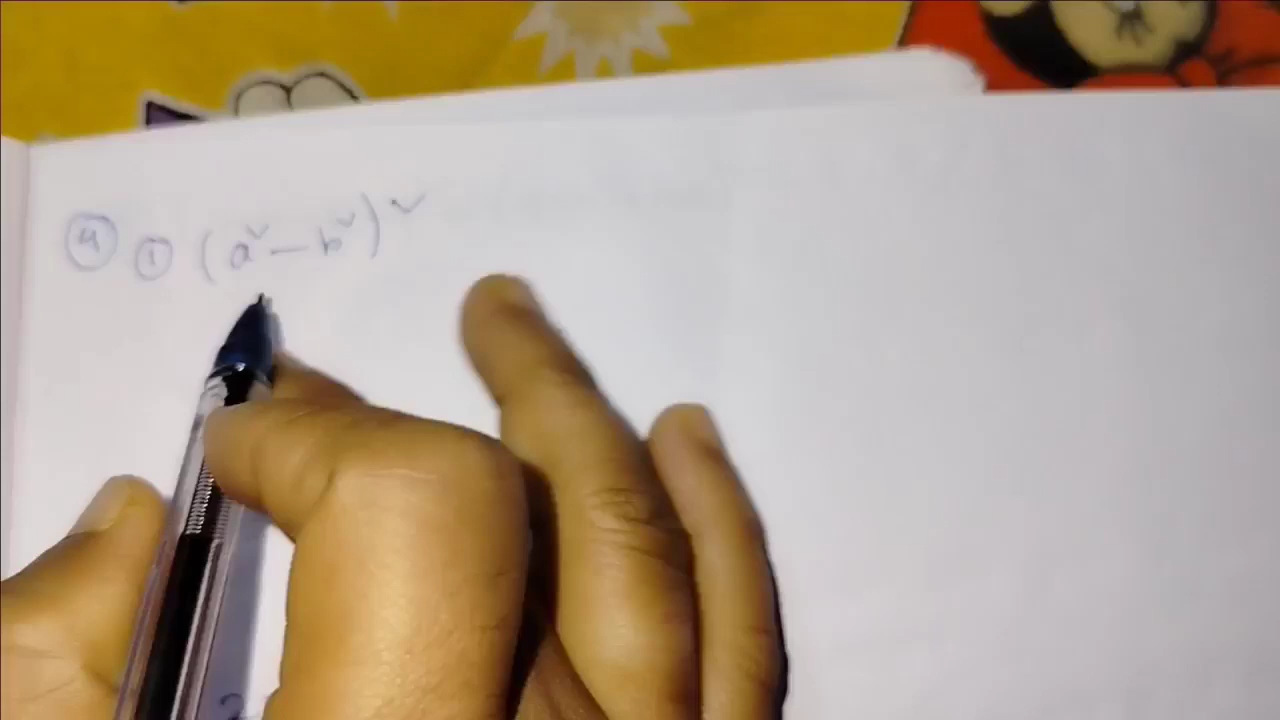 ④ ① (a² − b²)²